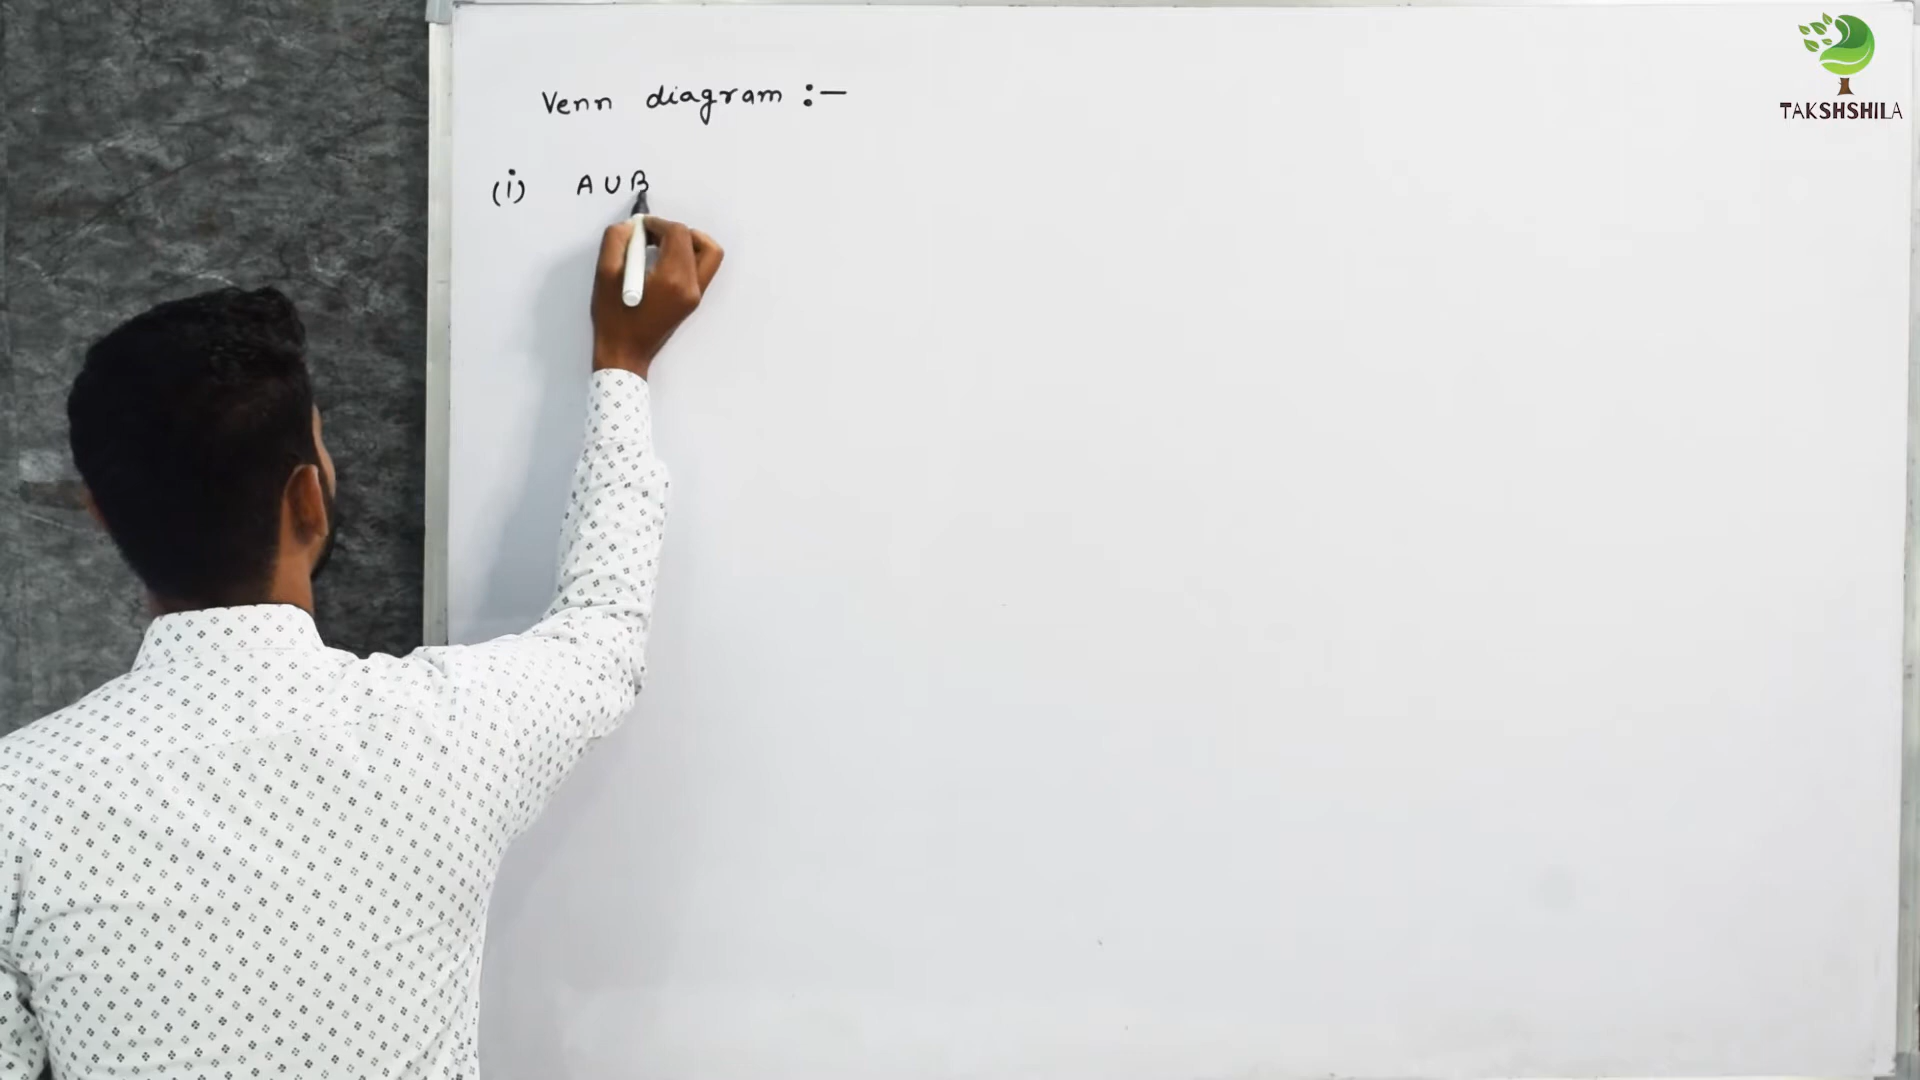 TAKSHSHILA
Venn diagram :-
(i) A ∪ B